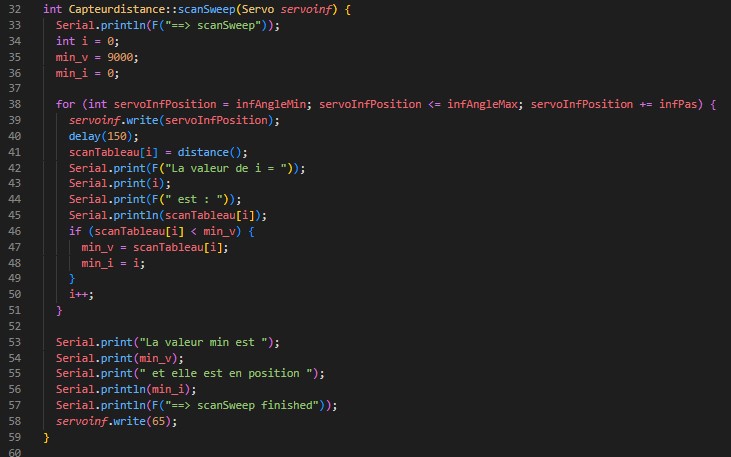 32 int Capteurdistance::scanSweep(Servo servoinf) {
33 Serial.println(F("==> scanSweep"));
34 int i = 0;
35 min_v = 9000;
36 min_i = 0;
37
38 for (int servoInfPosition = infAngleMin; servoInfPosition <= infAngleMax; servoInfPosition += infPas) {
39 servoinf.write(servoInfPosition);
40 delay(150);
41 scanTableau[i] = distance();
42 Serial.print(F("La valeur de i = "));
43 Serial.print(i);
44 Serial.print(F(" est : "));
45 Serial.println(scanTableau[i]);
46 if (scanTableau[i] < min_v) {
47 min_v = scanTableau[i];
48 min_i = i;
49 }
50 i++;
51 }
52
53 Serial.print("La valeur min est ");
54 Serial.print(min_v);
55 Serial.print(" et elle est en position ");
56 Serial.println(min_i);
57 Serial.println(F("==> scanSweep finished"));
58 servoinf.write(65);
59 }
60